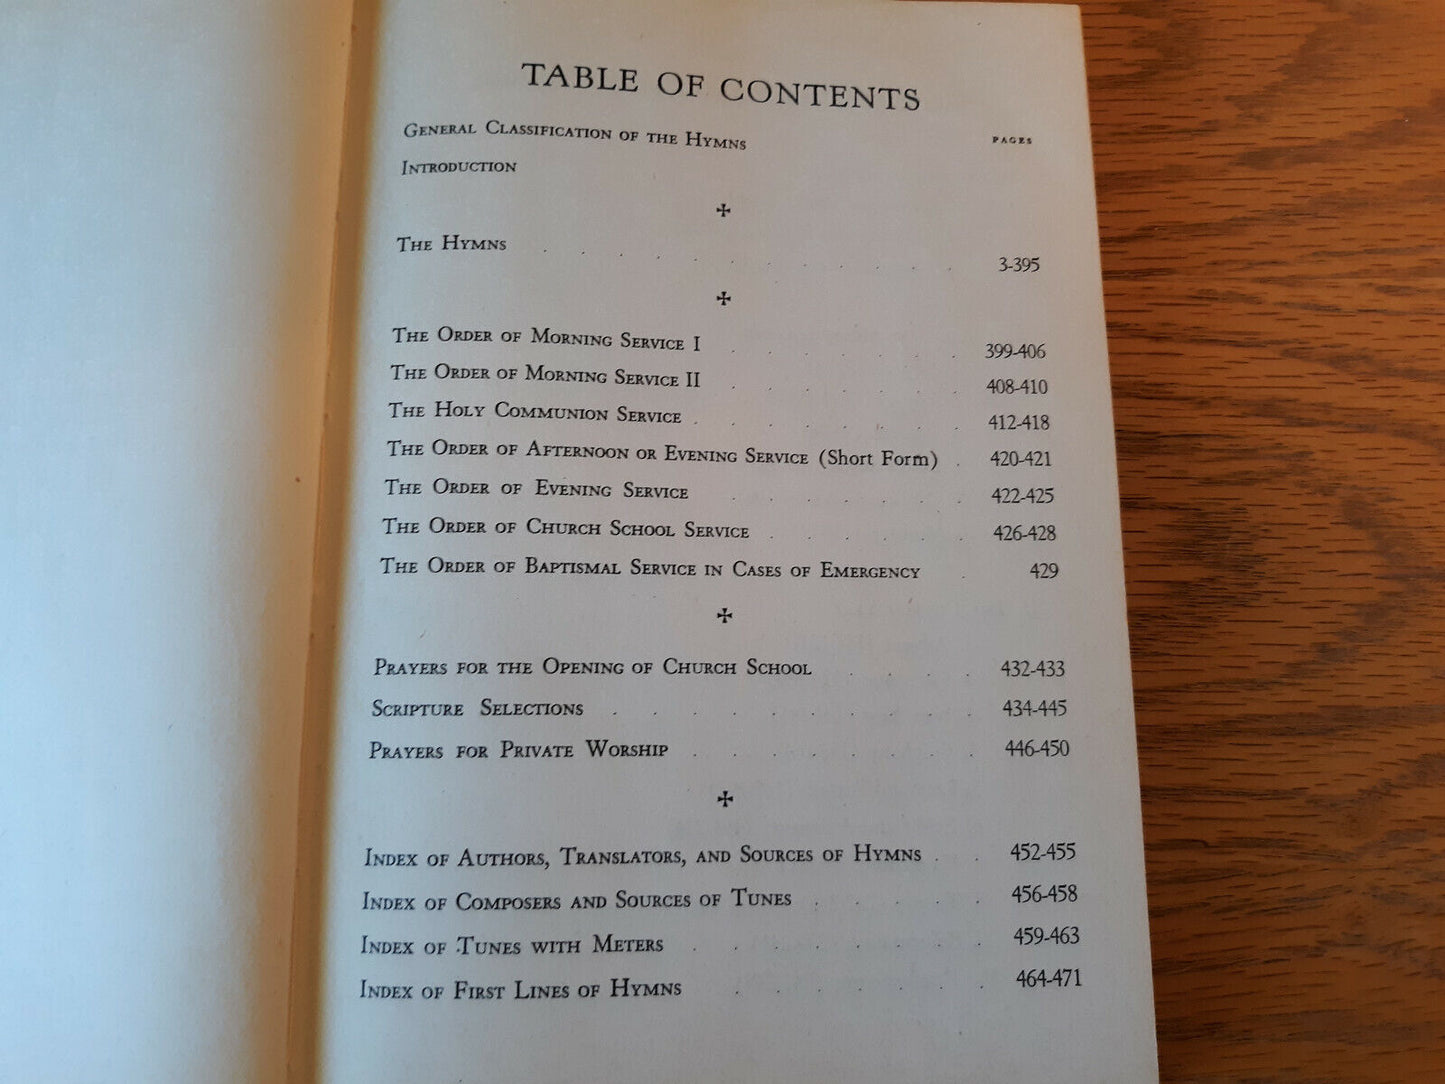 TABLE OF CONTENTS
PAGES
GENERAL CLASSIFICATION OF THE HYMNS
INTRODUCTION
THE HYMNS . . . . . . . . . . . . 3-395
THE ORDER OF MORNING SERVICE I . . . . . . . 399-406
THE ORDER OF MORNING SERVICE II . . . . . . . 408-410
THE HOLY COMMUNION SERVICE . . . . . . . . 412-418
THE ORDER OF AFTERNOON OR EVENING SERVICE (Short Form) . 420-421
THE ORDER OF EVENING SERVICE . . . . . . . 422-425
THE ORDER OF CHURCH SCHOOL SERVICE . . . . . . 426-428
THE ORDER OF BAPTISMAL SERVICE IN CASES OF EMERGENCY . 429
PRAYERS FOR THE OPENING OF CHURCH SCHOOL . . . . 432-433
SCRIPTURE SELECTIONS . . . . . . . . . . 434-445
PRAYERS FOR PRIVATE WORSHIP . . . . . . . . 446-450
INDEX OF AUTHORS, TRANSLATORS, AND SOURCES OF HYMNS . . 452-455
INDEX OF COMPOSERS AND SOURCES OF TUNES . . . . . 456-458
INDEX OF TUNES WITH METERS . . . . . . . . 459-463
INDEX OF FIRST LINES OF HYMNS . . . . . . . 464-471